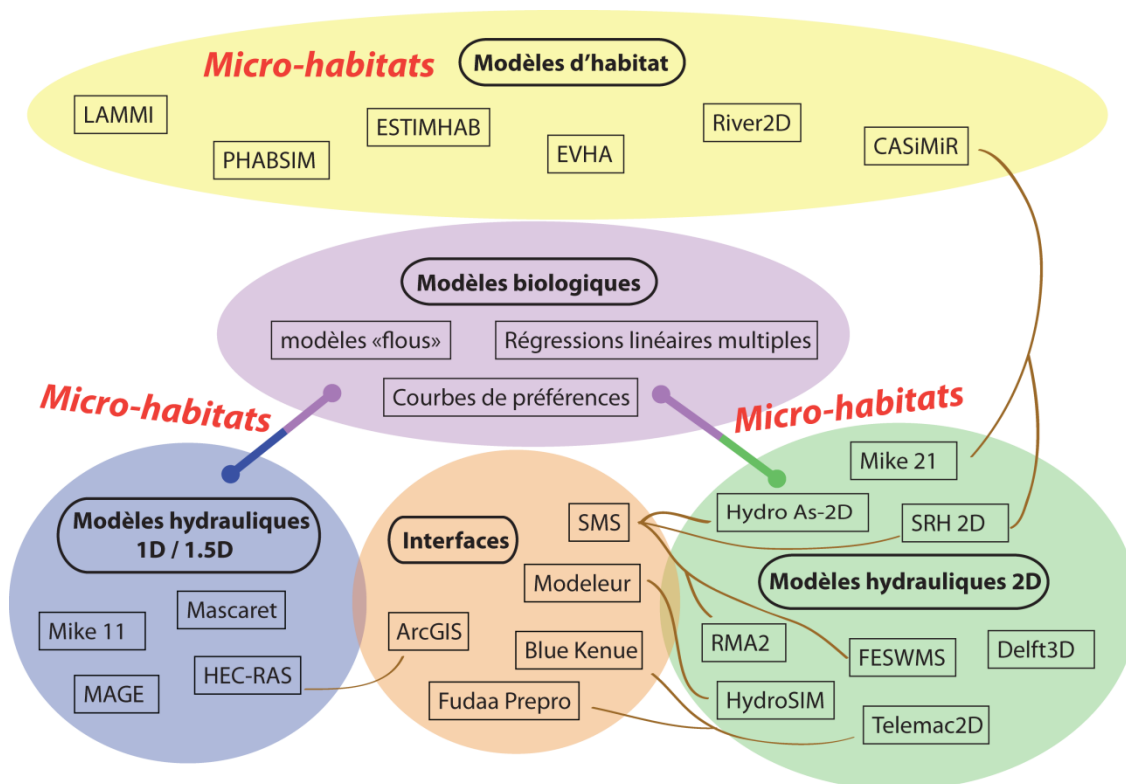 Micro-habitats
Modèles d'habitat
LAMMI
PHABSIM
ESTIMHAB
EVHA
River2D
CASiMiR
Modèles biologiques
modèles «flous»
Régressions linéaires multiples
Courbes de préférences
Micro-habitats
Micro-habitats
Modèles hydrauliques
1D / 1.5D
Mascaret
Mike 11
HEC-RAS
MAGE
Interfaces
SMS
Modeleur
ArcGIS
Blue Kenue
Fudaa Prepro
Mike 21
Hydro As-2D
SRH 2D
Modèles hydrauliques 2D
RMA2
FESWMS
Delft3D
HydroSIM
Telemac2D